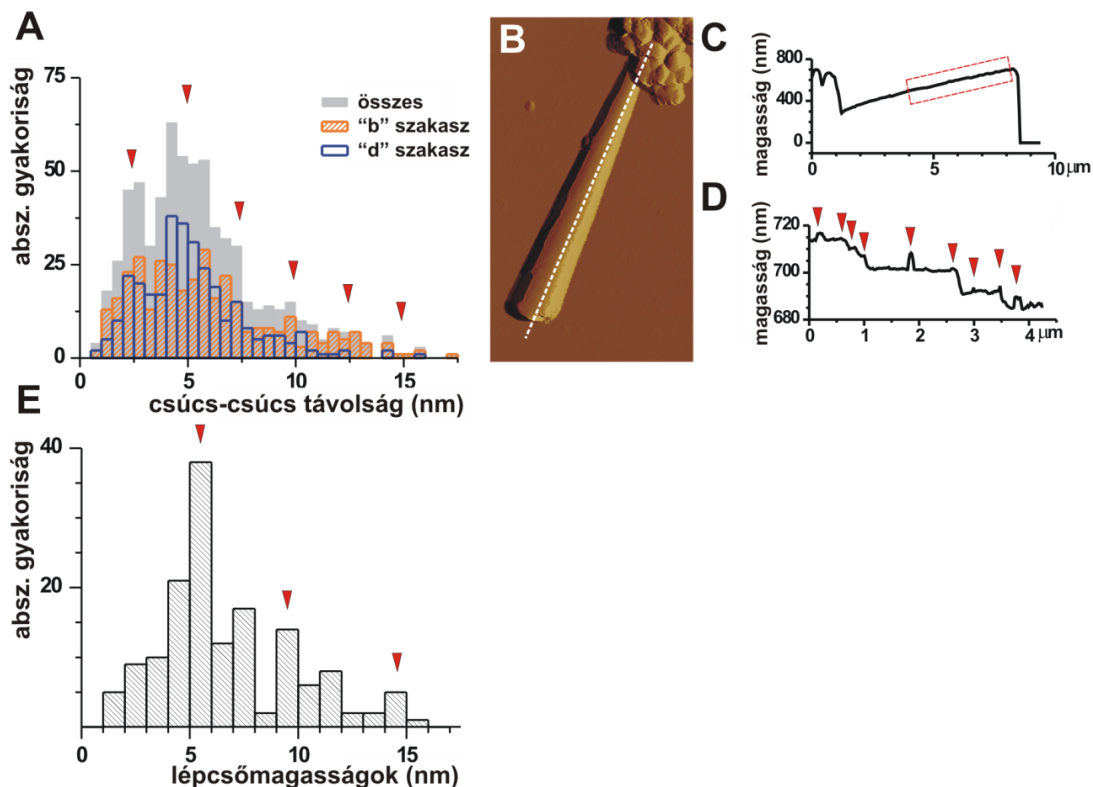 A
absz. gyakoriság
75
50
25
0
0
5
10
15
csúcs-csúcs távolság (nm)
összes
“b” szakasz
“d” szakasz
B
C
magasság (nm)
800
400
0
0
5
10
μm
D
magasság (nm)
720
700
680
0
1
2
3
4
μm
E
absz. gyakoriság
40
20
0
5
10
15
lépcsőmagasságok (nm)